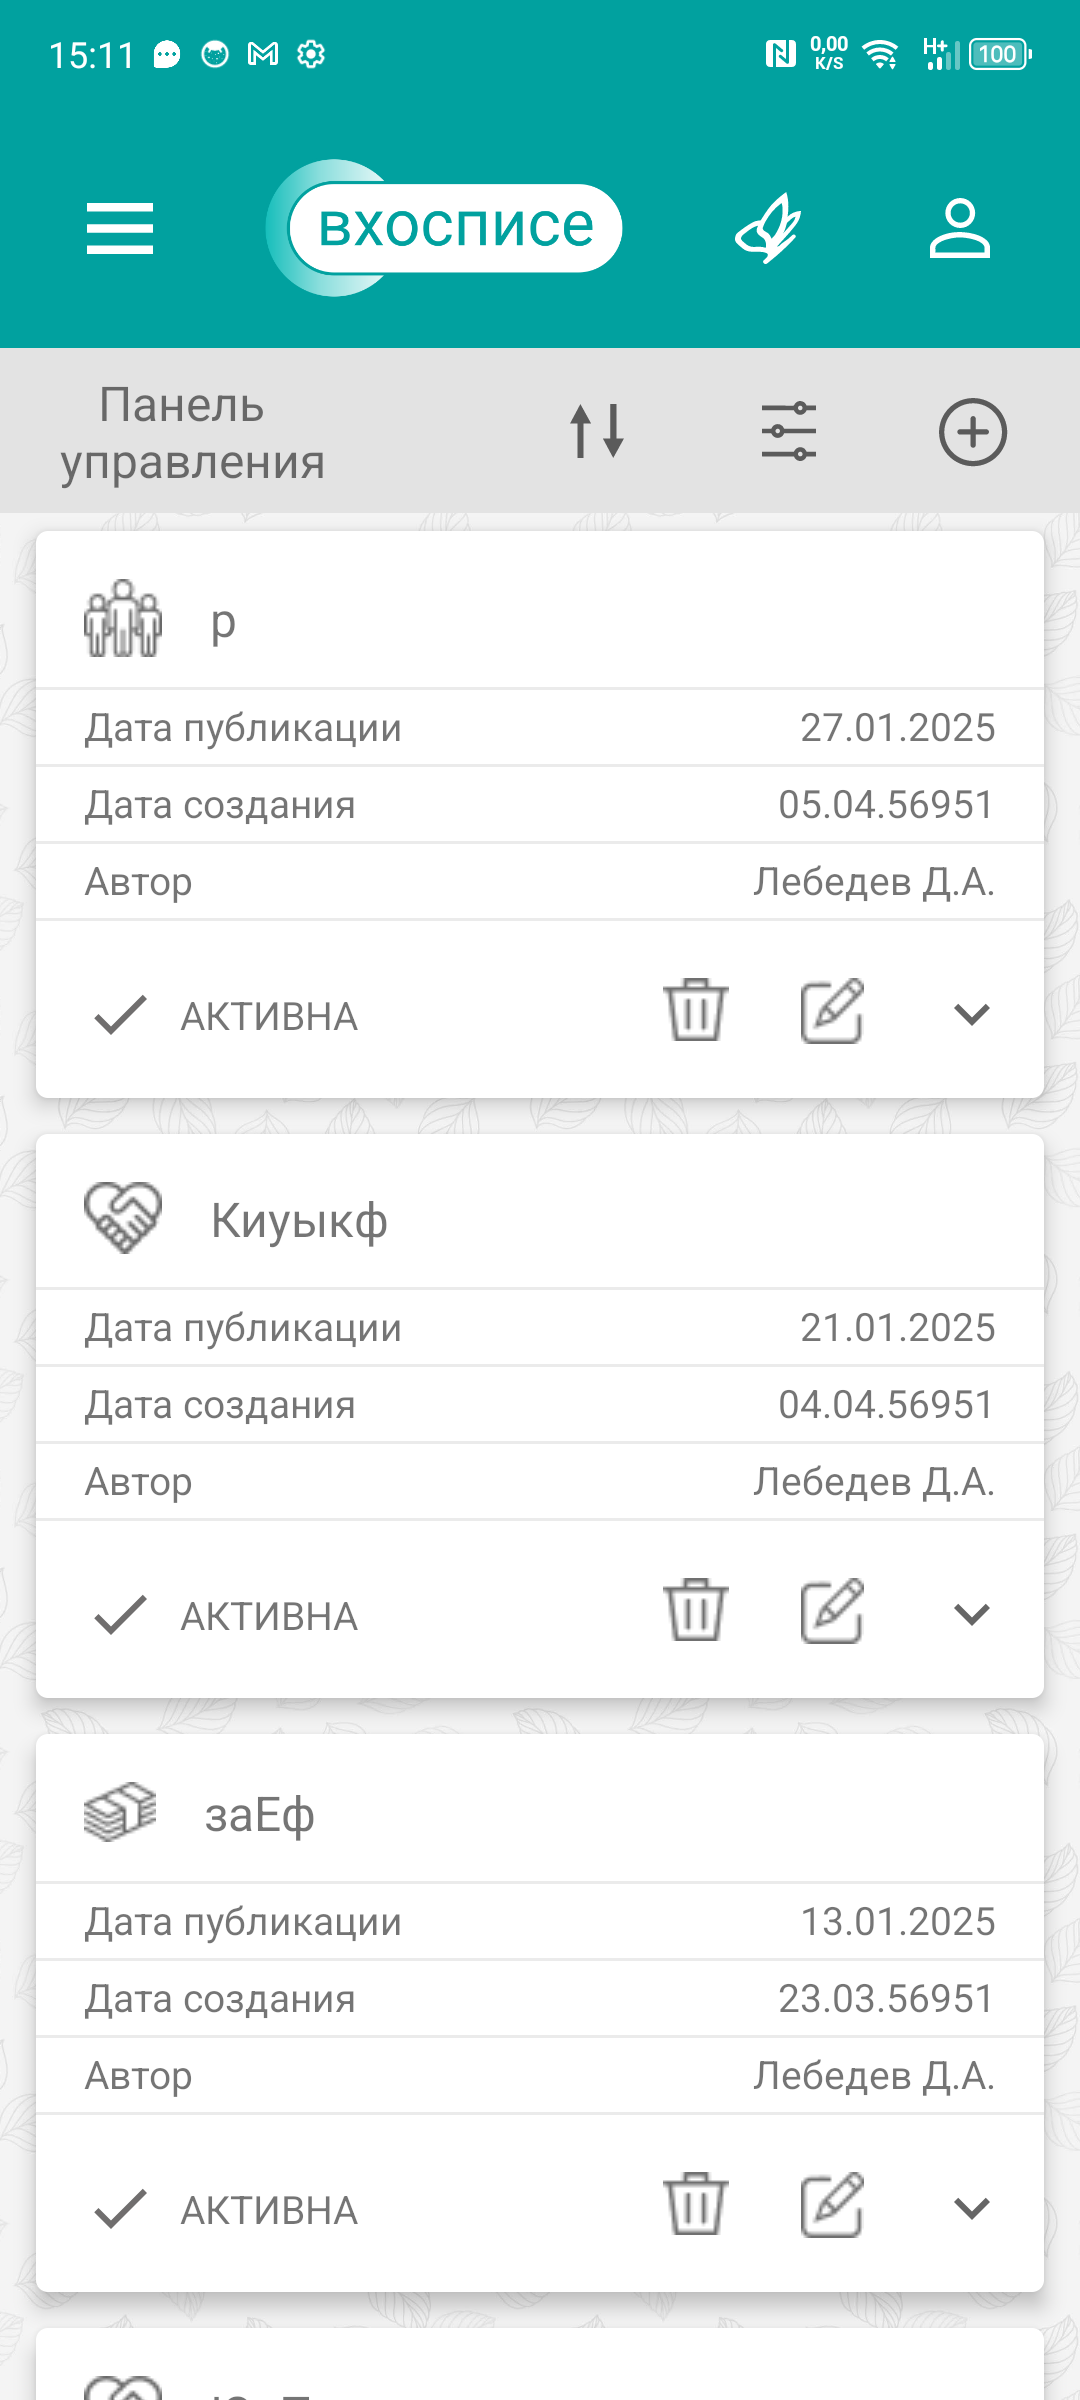 15:11
0,00
K/S
H+
100
вхосписе
Панель
управления
р
Дата публикации 27.01.2025
Дата создания 05.04.56951
Автор Лебедев Д.А.
АКТИВНА
Киуыкф
Дата публикации 21.01.2025
Дата создания 04.04.56951
Автор Лебедев Д.А.
АКТИВНА
заЕф
Дата публикации 13.01.2025
Дата создания 23.03.56951
Автор Лебедев Д.А.
АКТИВНА